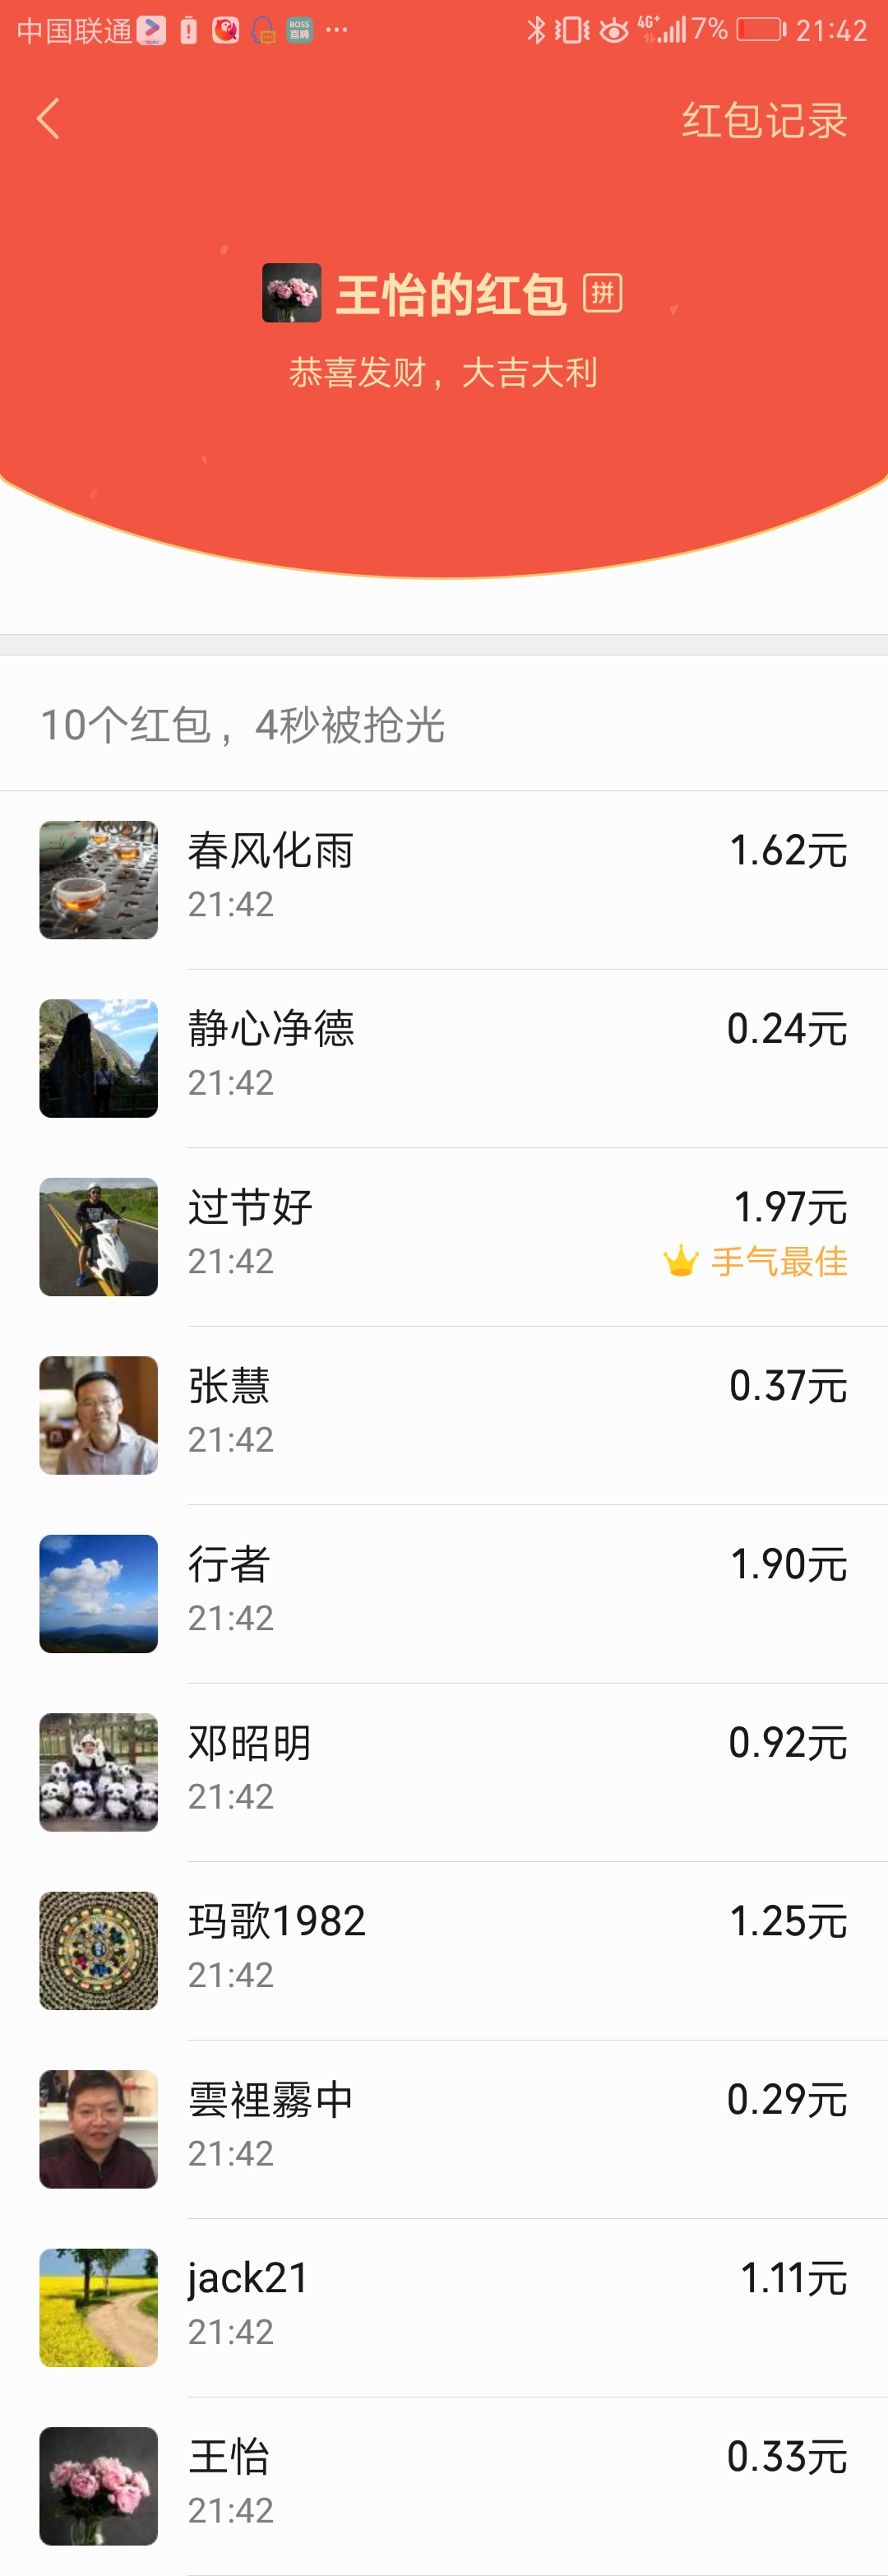 中国联通 BOSS直聘 ··· 4G+ 7% 21:42
红包记录
王怡的红包 拼
恭喜发财，大吉大利
10个红包，4秒被抢光
春风化雨 1.62元
21:42
静心净德 0.24元
21:42
过节好 1.97元
21:42 手气最佳
张慧 0.37元
21:42
行者 1.90元
21:42
邓昭明 0.92元
21:42
玛歌1982 1.25元
21:42
雲裡霧中 0.29元
21:42
jack21 1.11元
21:42
王怡 0.33元
21:42